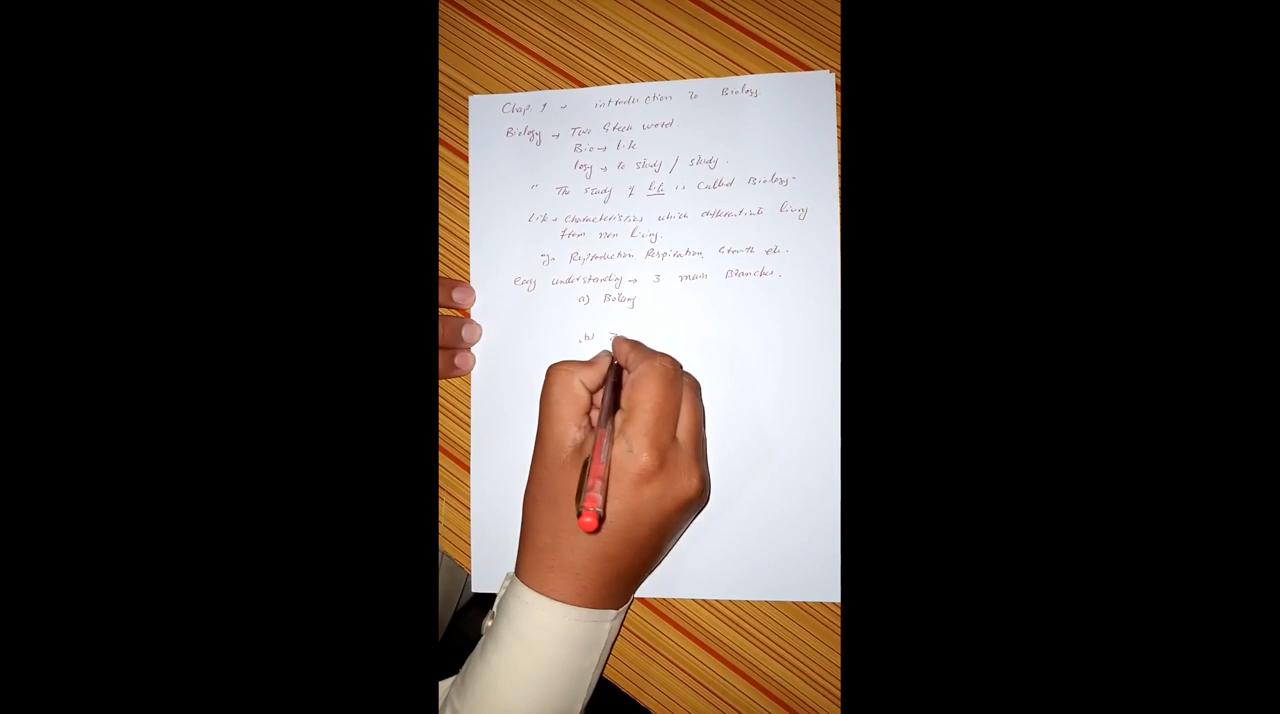 Chap. 1 → introduction to Biology.
Biology → Two Greek word.
Bio → life
logy → to study / study.
" The study of life is Called Biology"
Life → Characteristics which differentiate living
from non living.
Reproduction, Respiration, Growth etc.
easy understanding → 3 main Branches.
a) Botany
b) Z